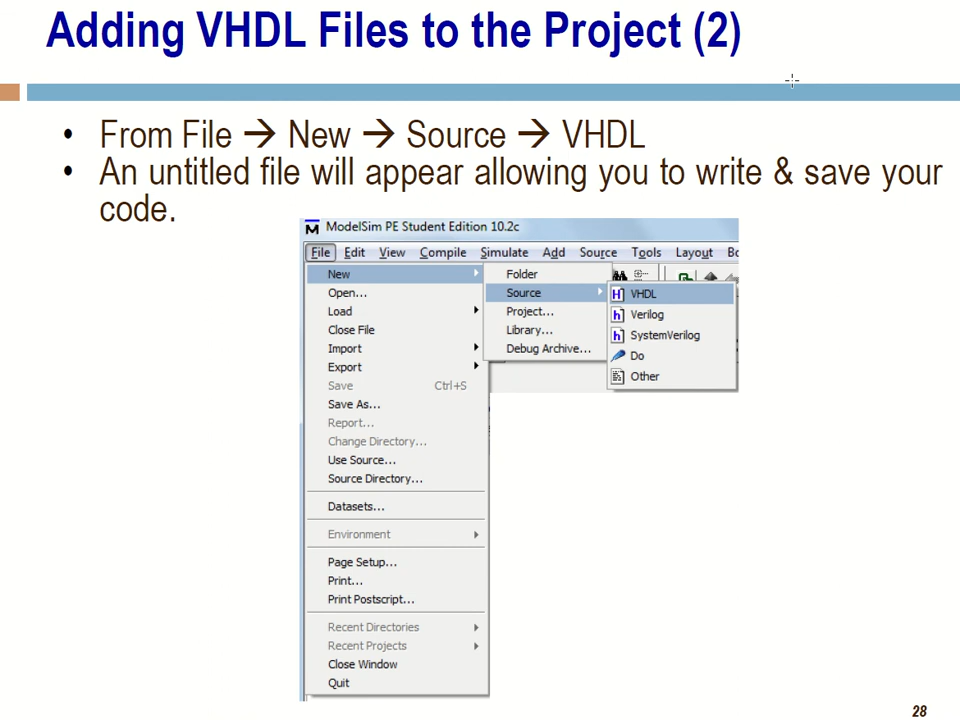 Adding VHDL Files to the Project (2)
• From File → New → Source → VHDL
• An untitled file will appear allowing you to write & save your
code.
ModelSim PE Student Edition 10.2c
File Edit View Compile Simulate Add Source Tools Layout
New
Open...
Load
Close File
Import
Export
Save Ctrl+S
Save As...
Report...
Change Directory...
Use Source...
Source Directory...
Datasets...
Environment
Page Setup...
Print...
Print Postscript...
Recent Directories
Recent Projects
Close Window
Quit
Folder
Source
Project...
Library...
Debug Archive...
VHDL
Verilog
SystemVerilog
Do
Other
28